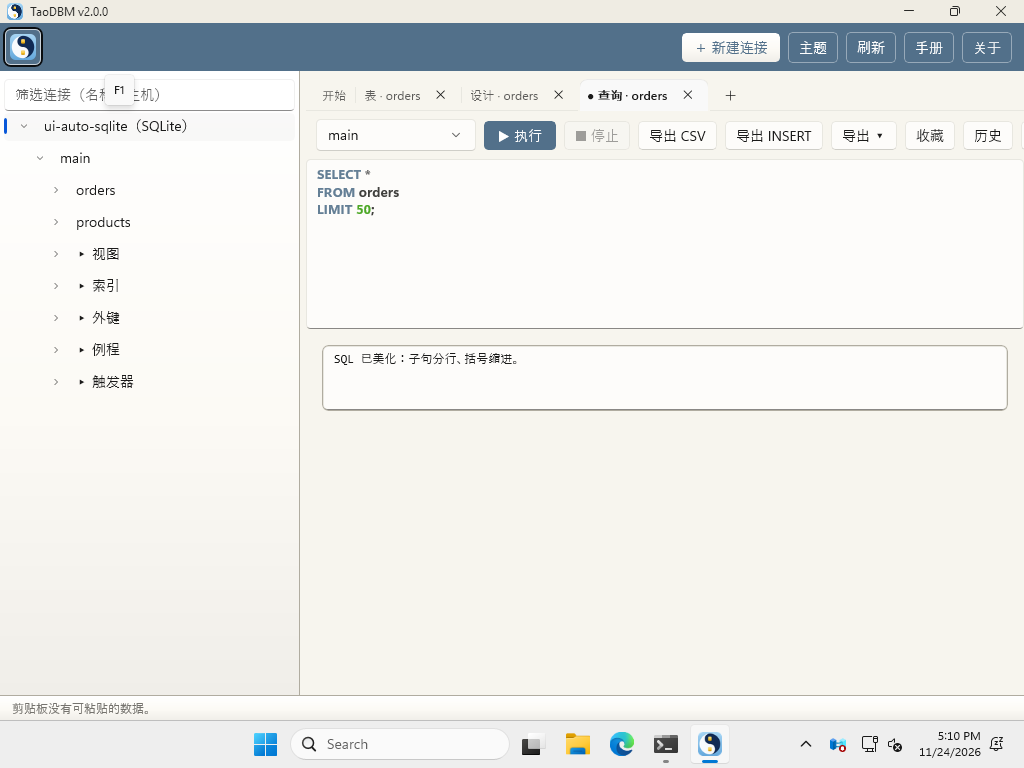 TaoDBM v2.0.0
+ 新建连接
主题
刷新
手册
关于
F1
ui-auto-sqlite（SQLite）
main
orders
products
视图
索引
外键
例程
触发器
开始
表 · orders
设计 · orders
● 查询 · orders
main
执行
停止
导出 CSV
导出 INSERT
导出
收藏
历史
SELECT *
FROM orders
LIMIT 50;
SQL 已美化：子句分行、括号缩进。
剪贴板没有可粘贴的数据。
Search
5:10 PM
11/24/2026
筛选连接（名 主机）